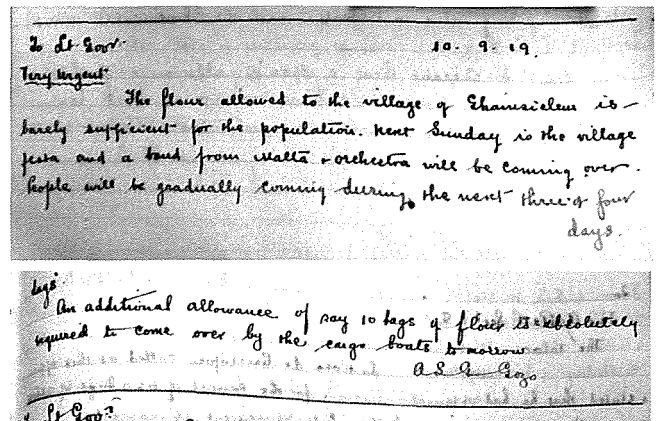 To Lt Gov. 10. 9. 19.
Very Urgent
The flour allowed to the village of Ghainsielem is
barely sufficient for the population. Next Sunday is the village
festa and a band from Malta & orchestra will be coming over.
People will be gradually coming during the next three or four
days.
An additional allowance of say 10 bags of flour is absolutely
required to come over by the cargo boats tomorrow
Gozo
Lt Govr